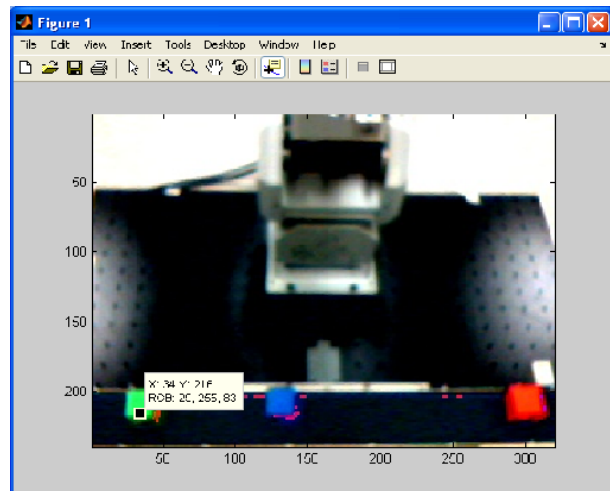 Figure 1
File Edit View Insert Tools Desktop Window Help
50
100
150
200
X: 34 Y: 216
RGB: 20, 255, 83
50 100 150 200 250 300